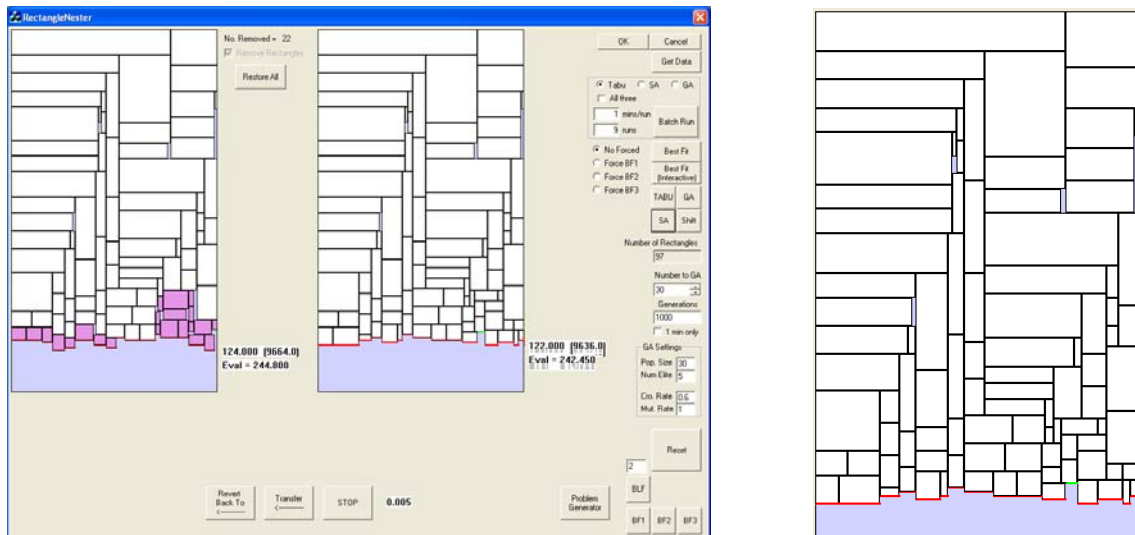 RectangleNester
No. Removed = 22
Remove Rectangles
Restore All
124.000 (9664.0)
Eval = 244.800
122.000 (9636.0)
Eval = 242.450
OK Cancel
Get Data
Tabu SA GA
All three
1 mins/run
9 runs
Batch Run
No Forced
Force BF1
Force BF2
Force BF3
Best Fit
Best Fit
(Interactive)
TABU GA
SA Shift
Number of Rectangles
97
Number to GA
30
Generations
1000
1 min only
GA Settings
Pop. Size 30
Num Elite 5
Cro. Rate 0.6
Mut. Rate 1
Reset
2
BLF
BF1 BF2 BF3
Revert
Back To
<-----
Transfer
<-----
STOP
0.005
Problem
Generator